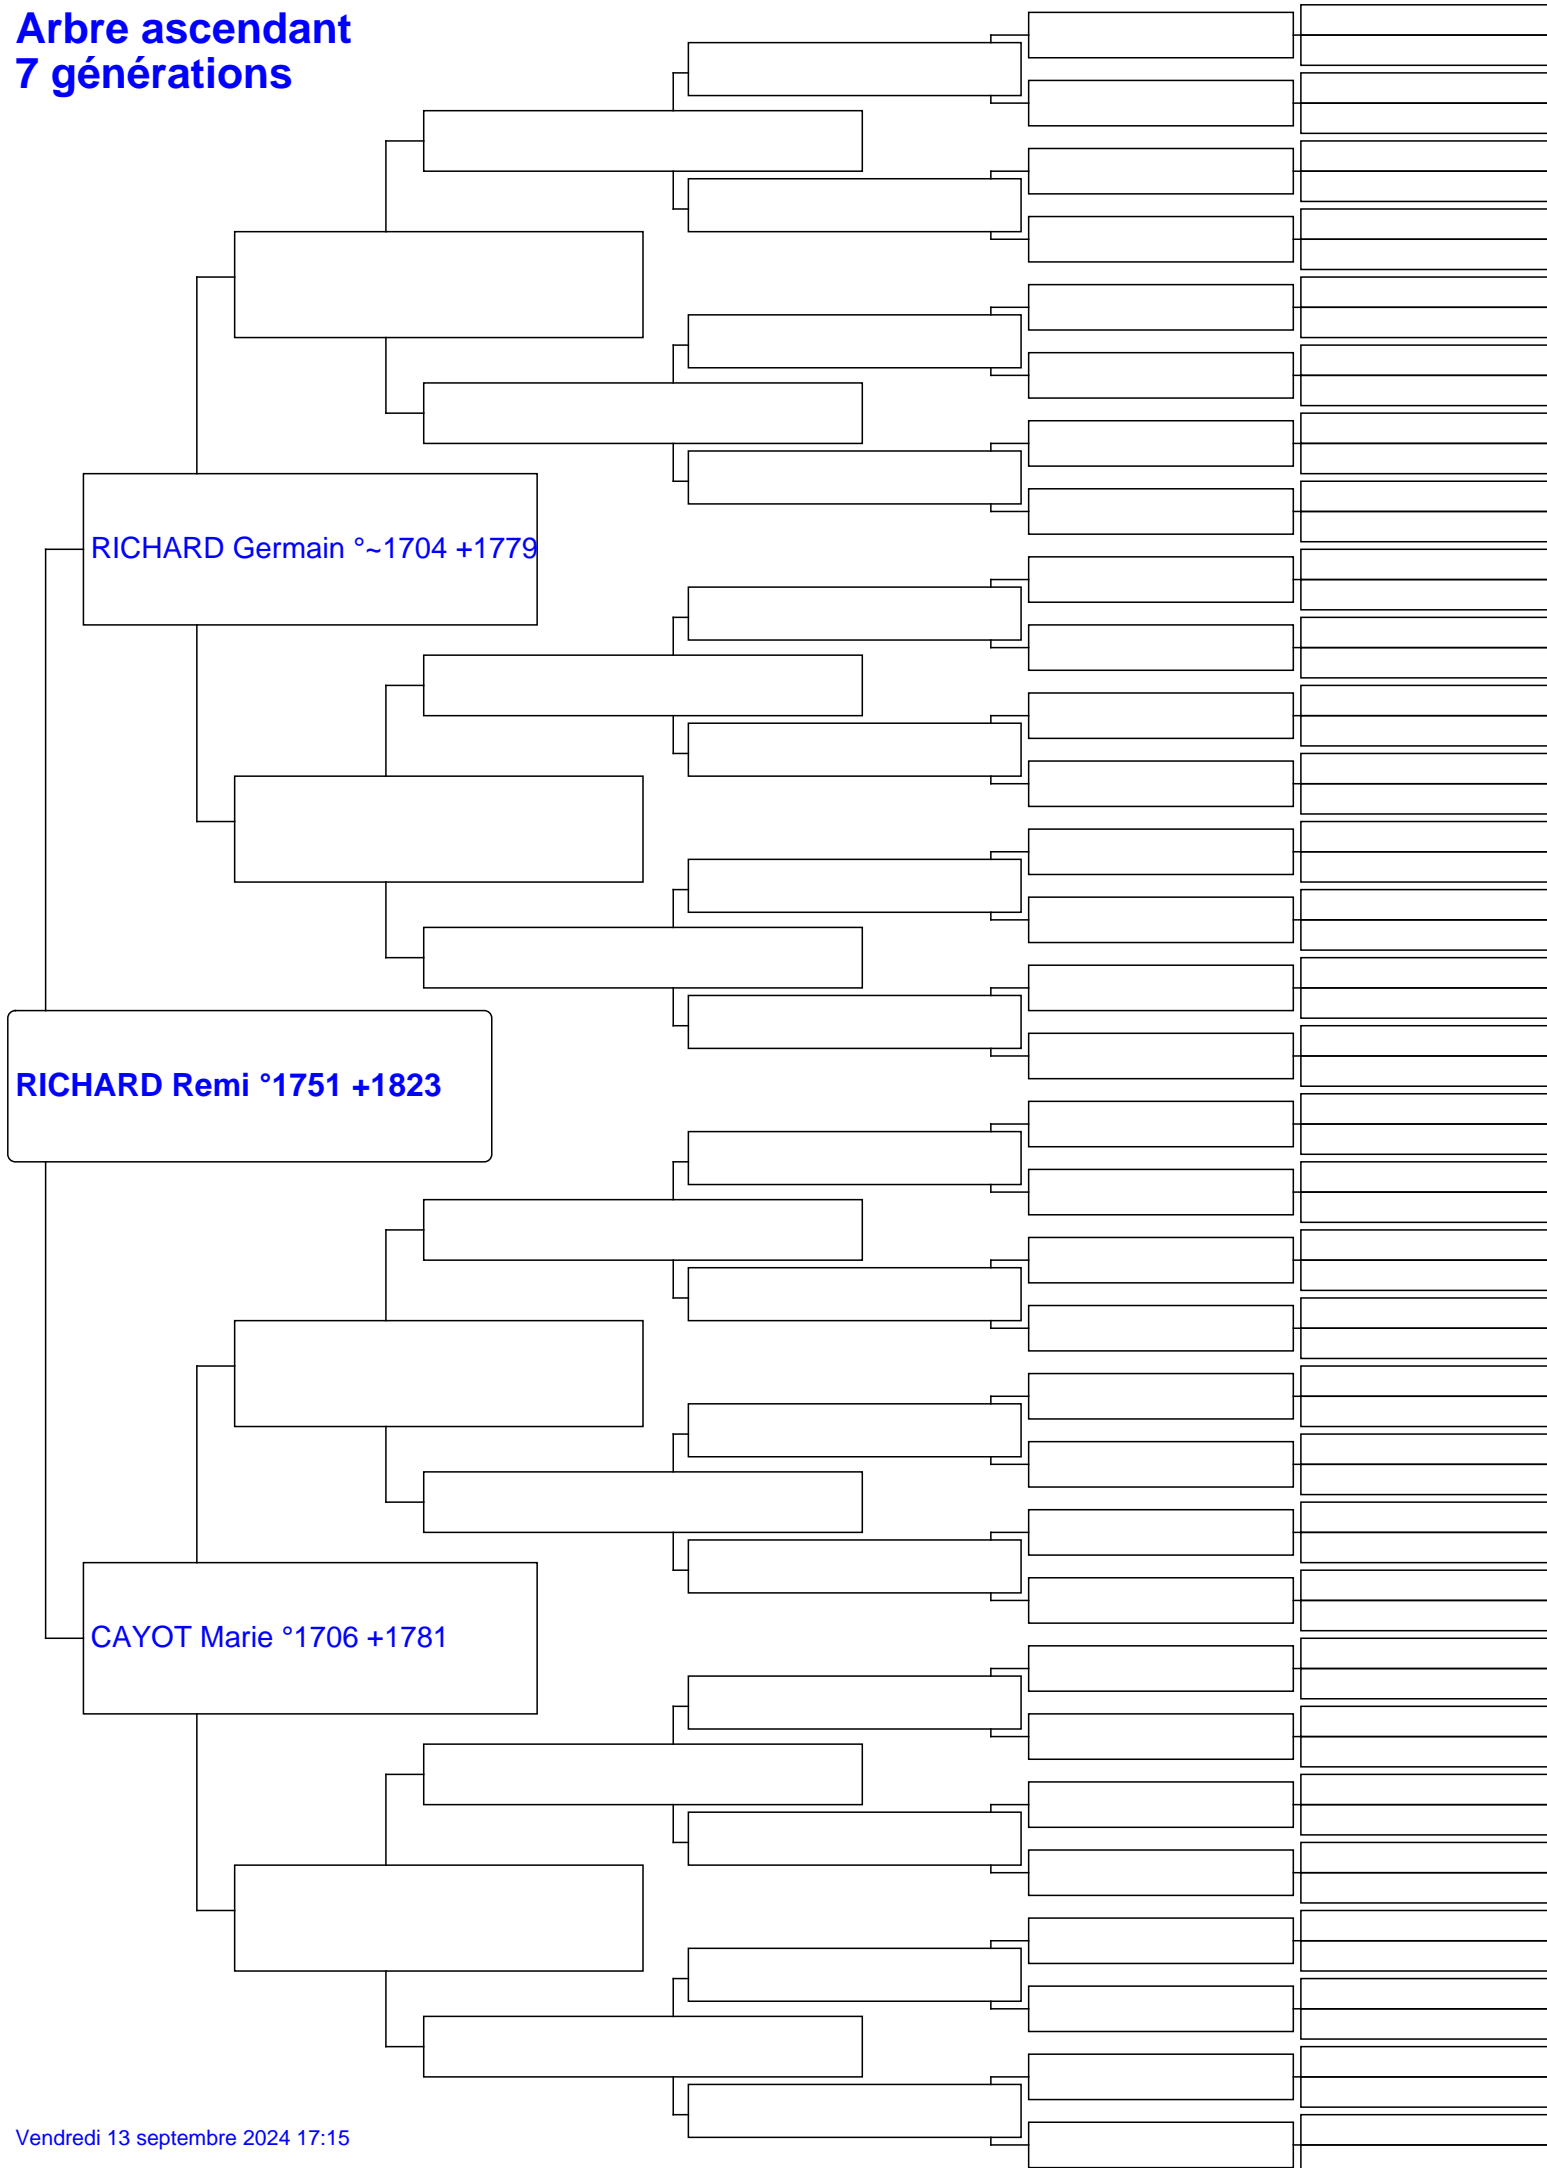 Arbre ascendant
7 générations
RICHARD Germain °~1704 +1779
RICHARD Remi °1751 +1823
CAYOT Marie °1706 +1781
Vendredi 13 septembre 2024 17:15